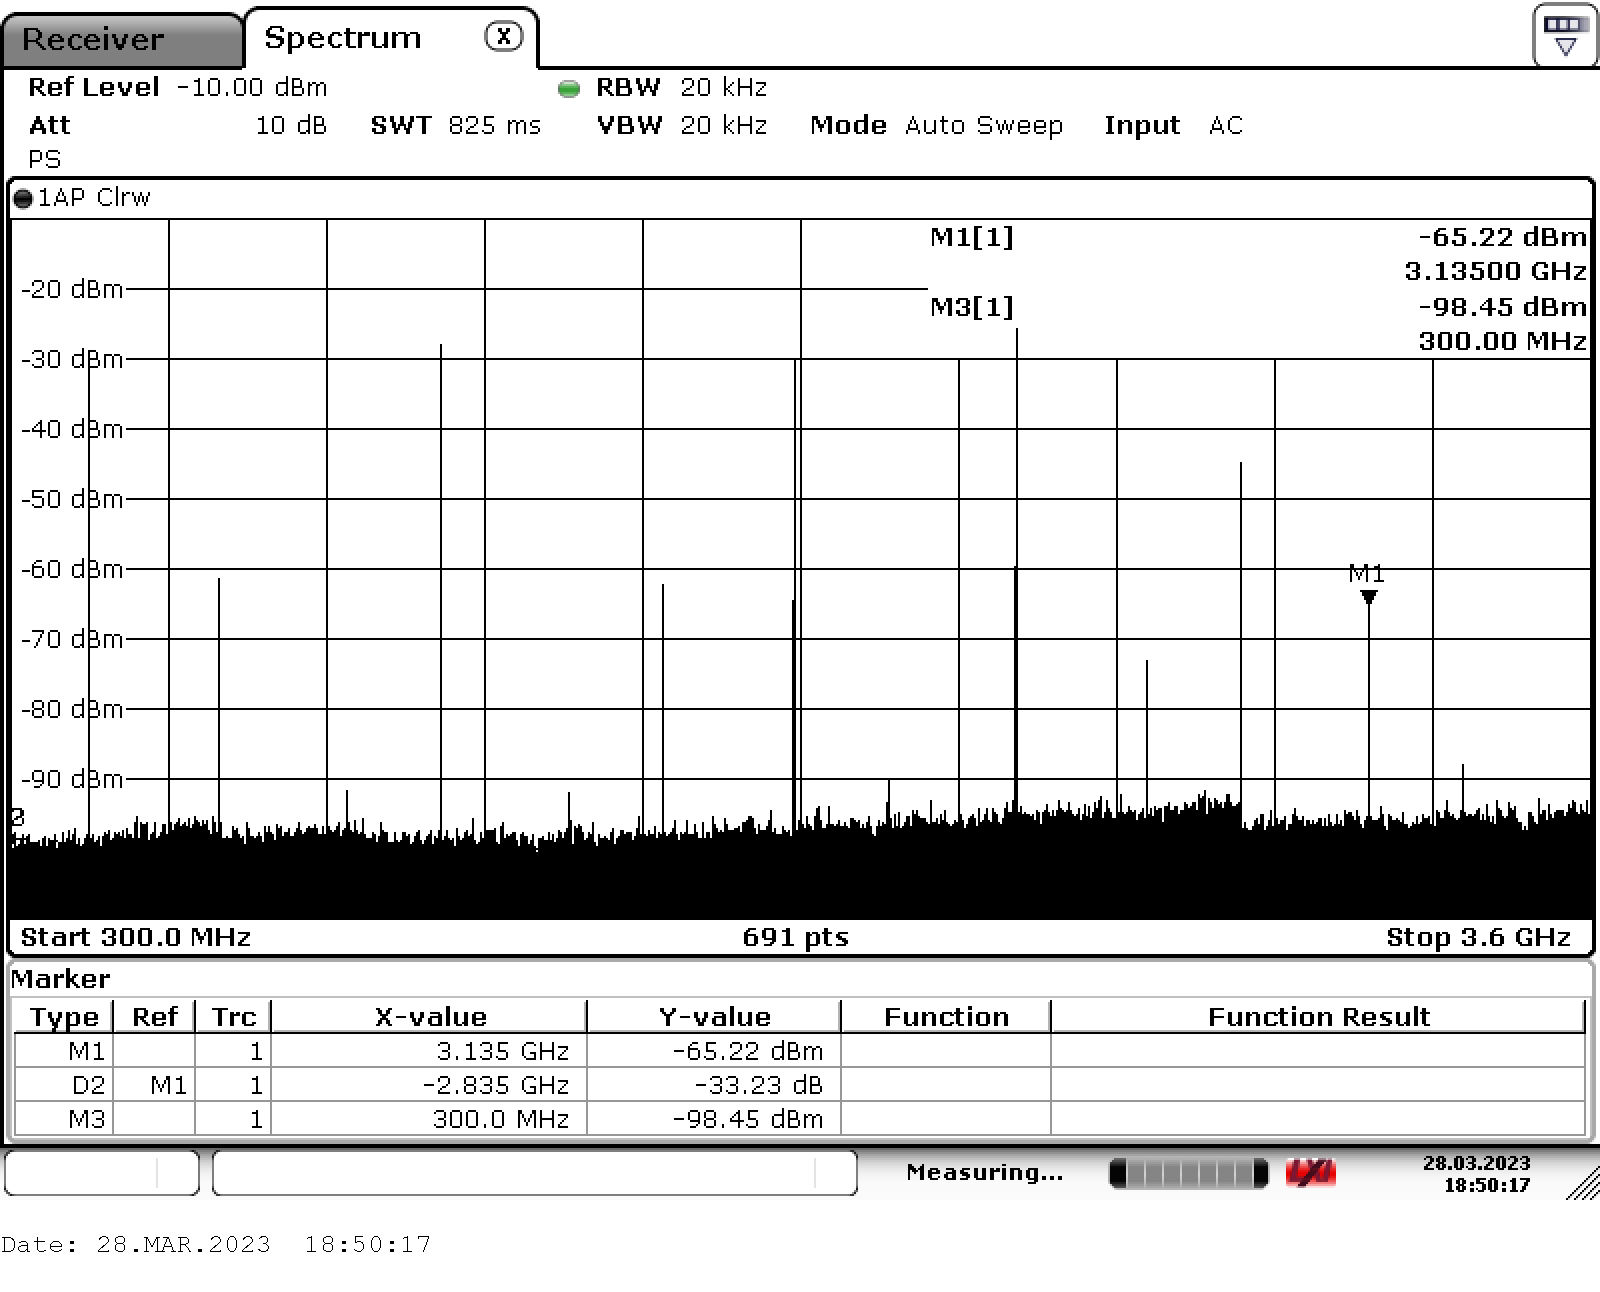 Receiver Spectrum X
Ref Level -10.00 dBm RBW 20 kHz
Att 10 dB SWT 825 ms VBW 20 kHz Mode Auto Sweep Input AC
PS
1AP Clrw
M1[1] -65.22 dBm
3.13500 GHz
-20 dBm
M3[1] -98.45 dBm
300.00 MHz
-30 dBm
-40 dBm
-50 dBm
-60 dBm
M1
-70 dBm
-80 dBm
-90 dBm
2
Start 300.0 MHz 691 pts Stop 3.6 GHz
Marker
Type Ref Trc X-value Y-value Function Function Result
M1 1 3.135 GHz -65.22 dBm
D2 M1 1 -2.835 GHz -33.23 dB
M3 1 300.0 MHz -98.45 dBm
Measuring... LXI 28.03.2023
18:50:17
Date: 28.MAR.2023 18:50:17